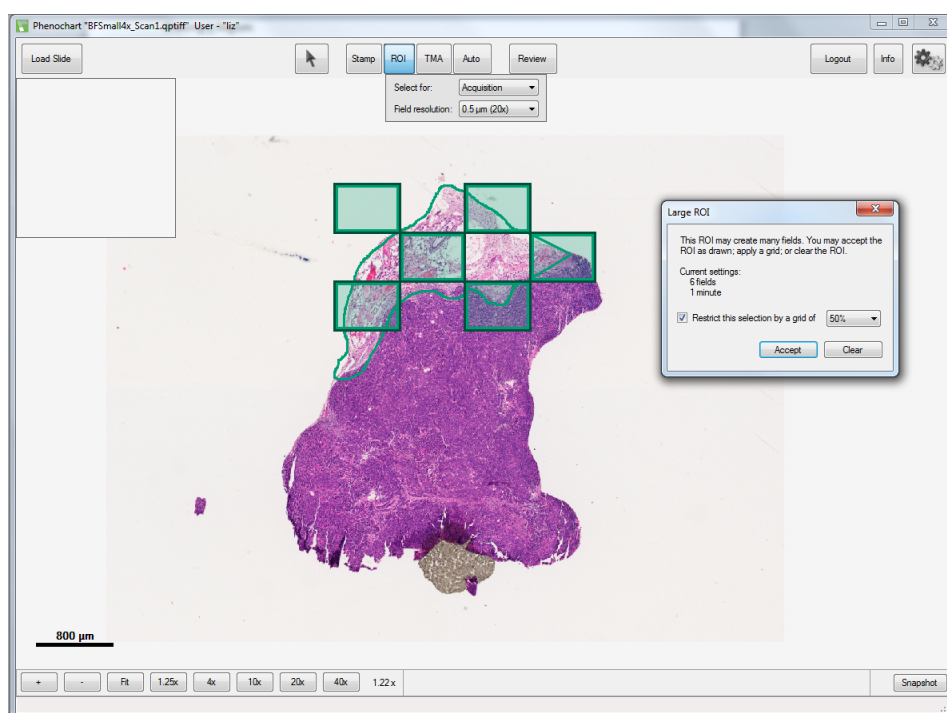 Phenochart "BFSmall4x_Scan1.qptiff" User - "liz"
Load Slide
Stamp
ROI
TMA
Auto
Review
Logout
Info
Select for: Acquisition
Field resolution: 0.5 µm (20x)
Large ROI
This ROI may create many fields. You may accept the
ROI as drawn; apply a grid; or clear the ROI.
Current settings:
6 fields
1 minute
Restrict this selection by a grid of 50%
Accept
Clear
800 µm
+
-
Fit
1.25x
4x
10x
20x
40x
1.22 x
Snapshot